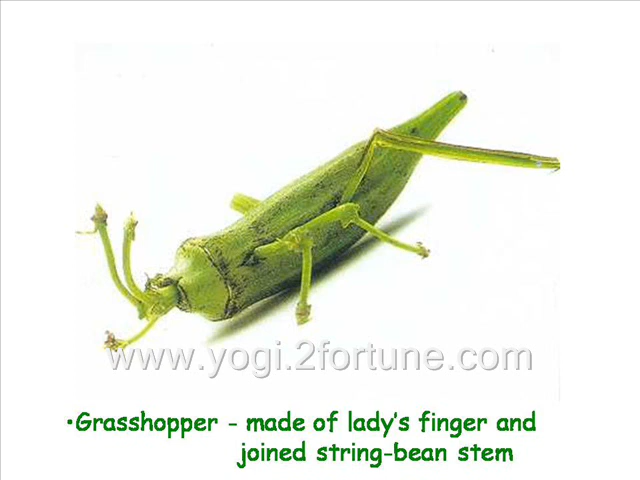 www.yogi.2fortune.com
•Grasshopper - made of lady's finger and
joined string-bean stem